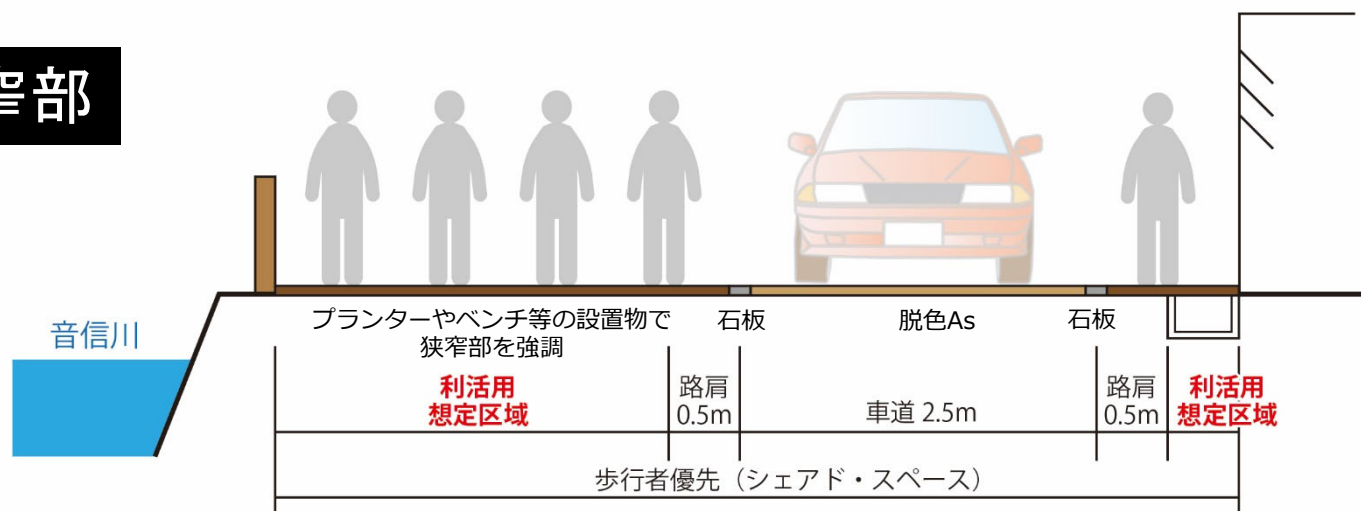 窄部
音信川
プランターやベンチ等の設置物で
狭窄部を強調
石板
脱色As
石板
利活用
想定区域
路肩
0.5m
車道 2.5m
路肩
0.5m
利活用
想定区域
歩行者優先（シェアド・スペース）